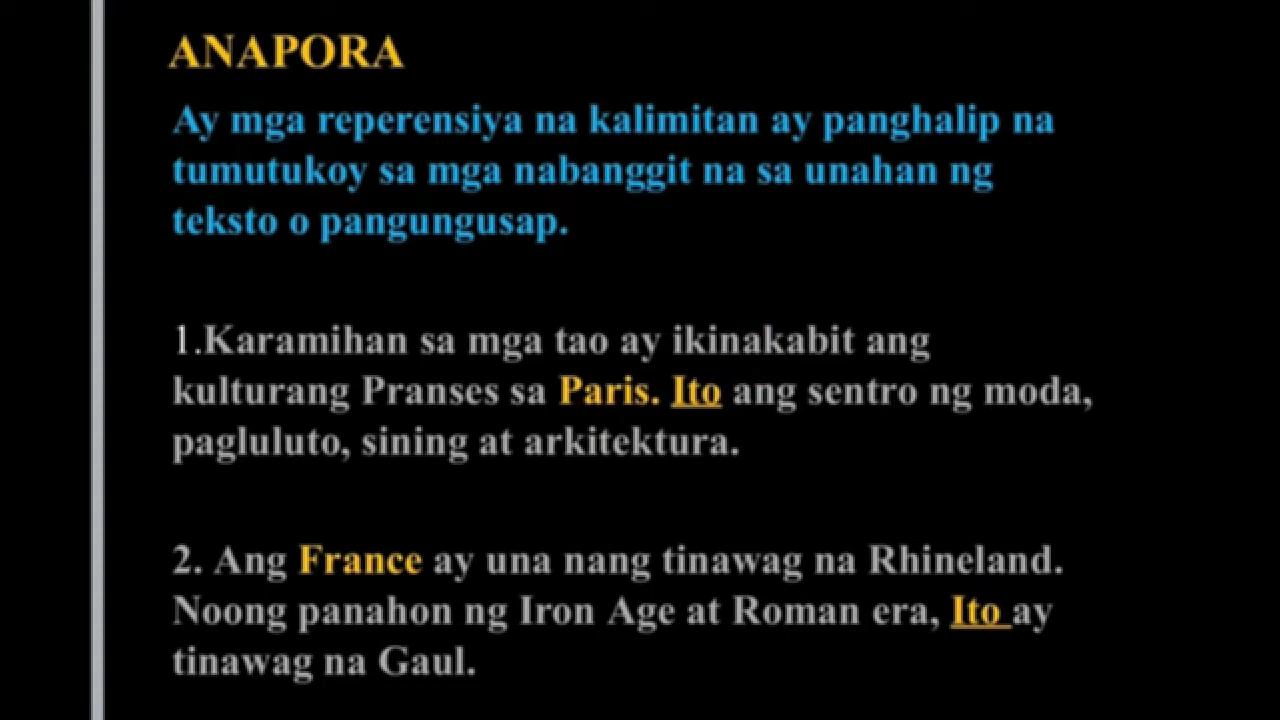 ANAPORA
Ay mga reperensiya na kalimitan ay panghalip na
tumutukoy sa mga nabanggit na sa unahan ng
teksto o pangungusap.
1.Karamihan sa mga tao ay ikinakabit ang
kulturang Pranses sa Paris. Ito ang sentro ng moda,
pagluluto, sining at arkitektura.
2. Ang France ay una nang tinawag na Rhineland.
Noong panahon ng Iron Age at Roman era, Ito ay
tinawag na Gaul.